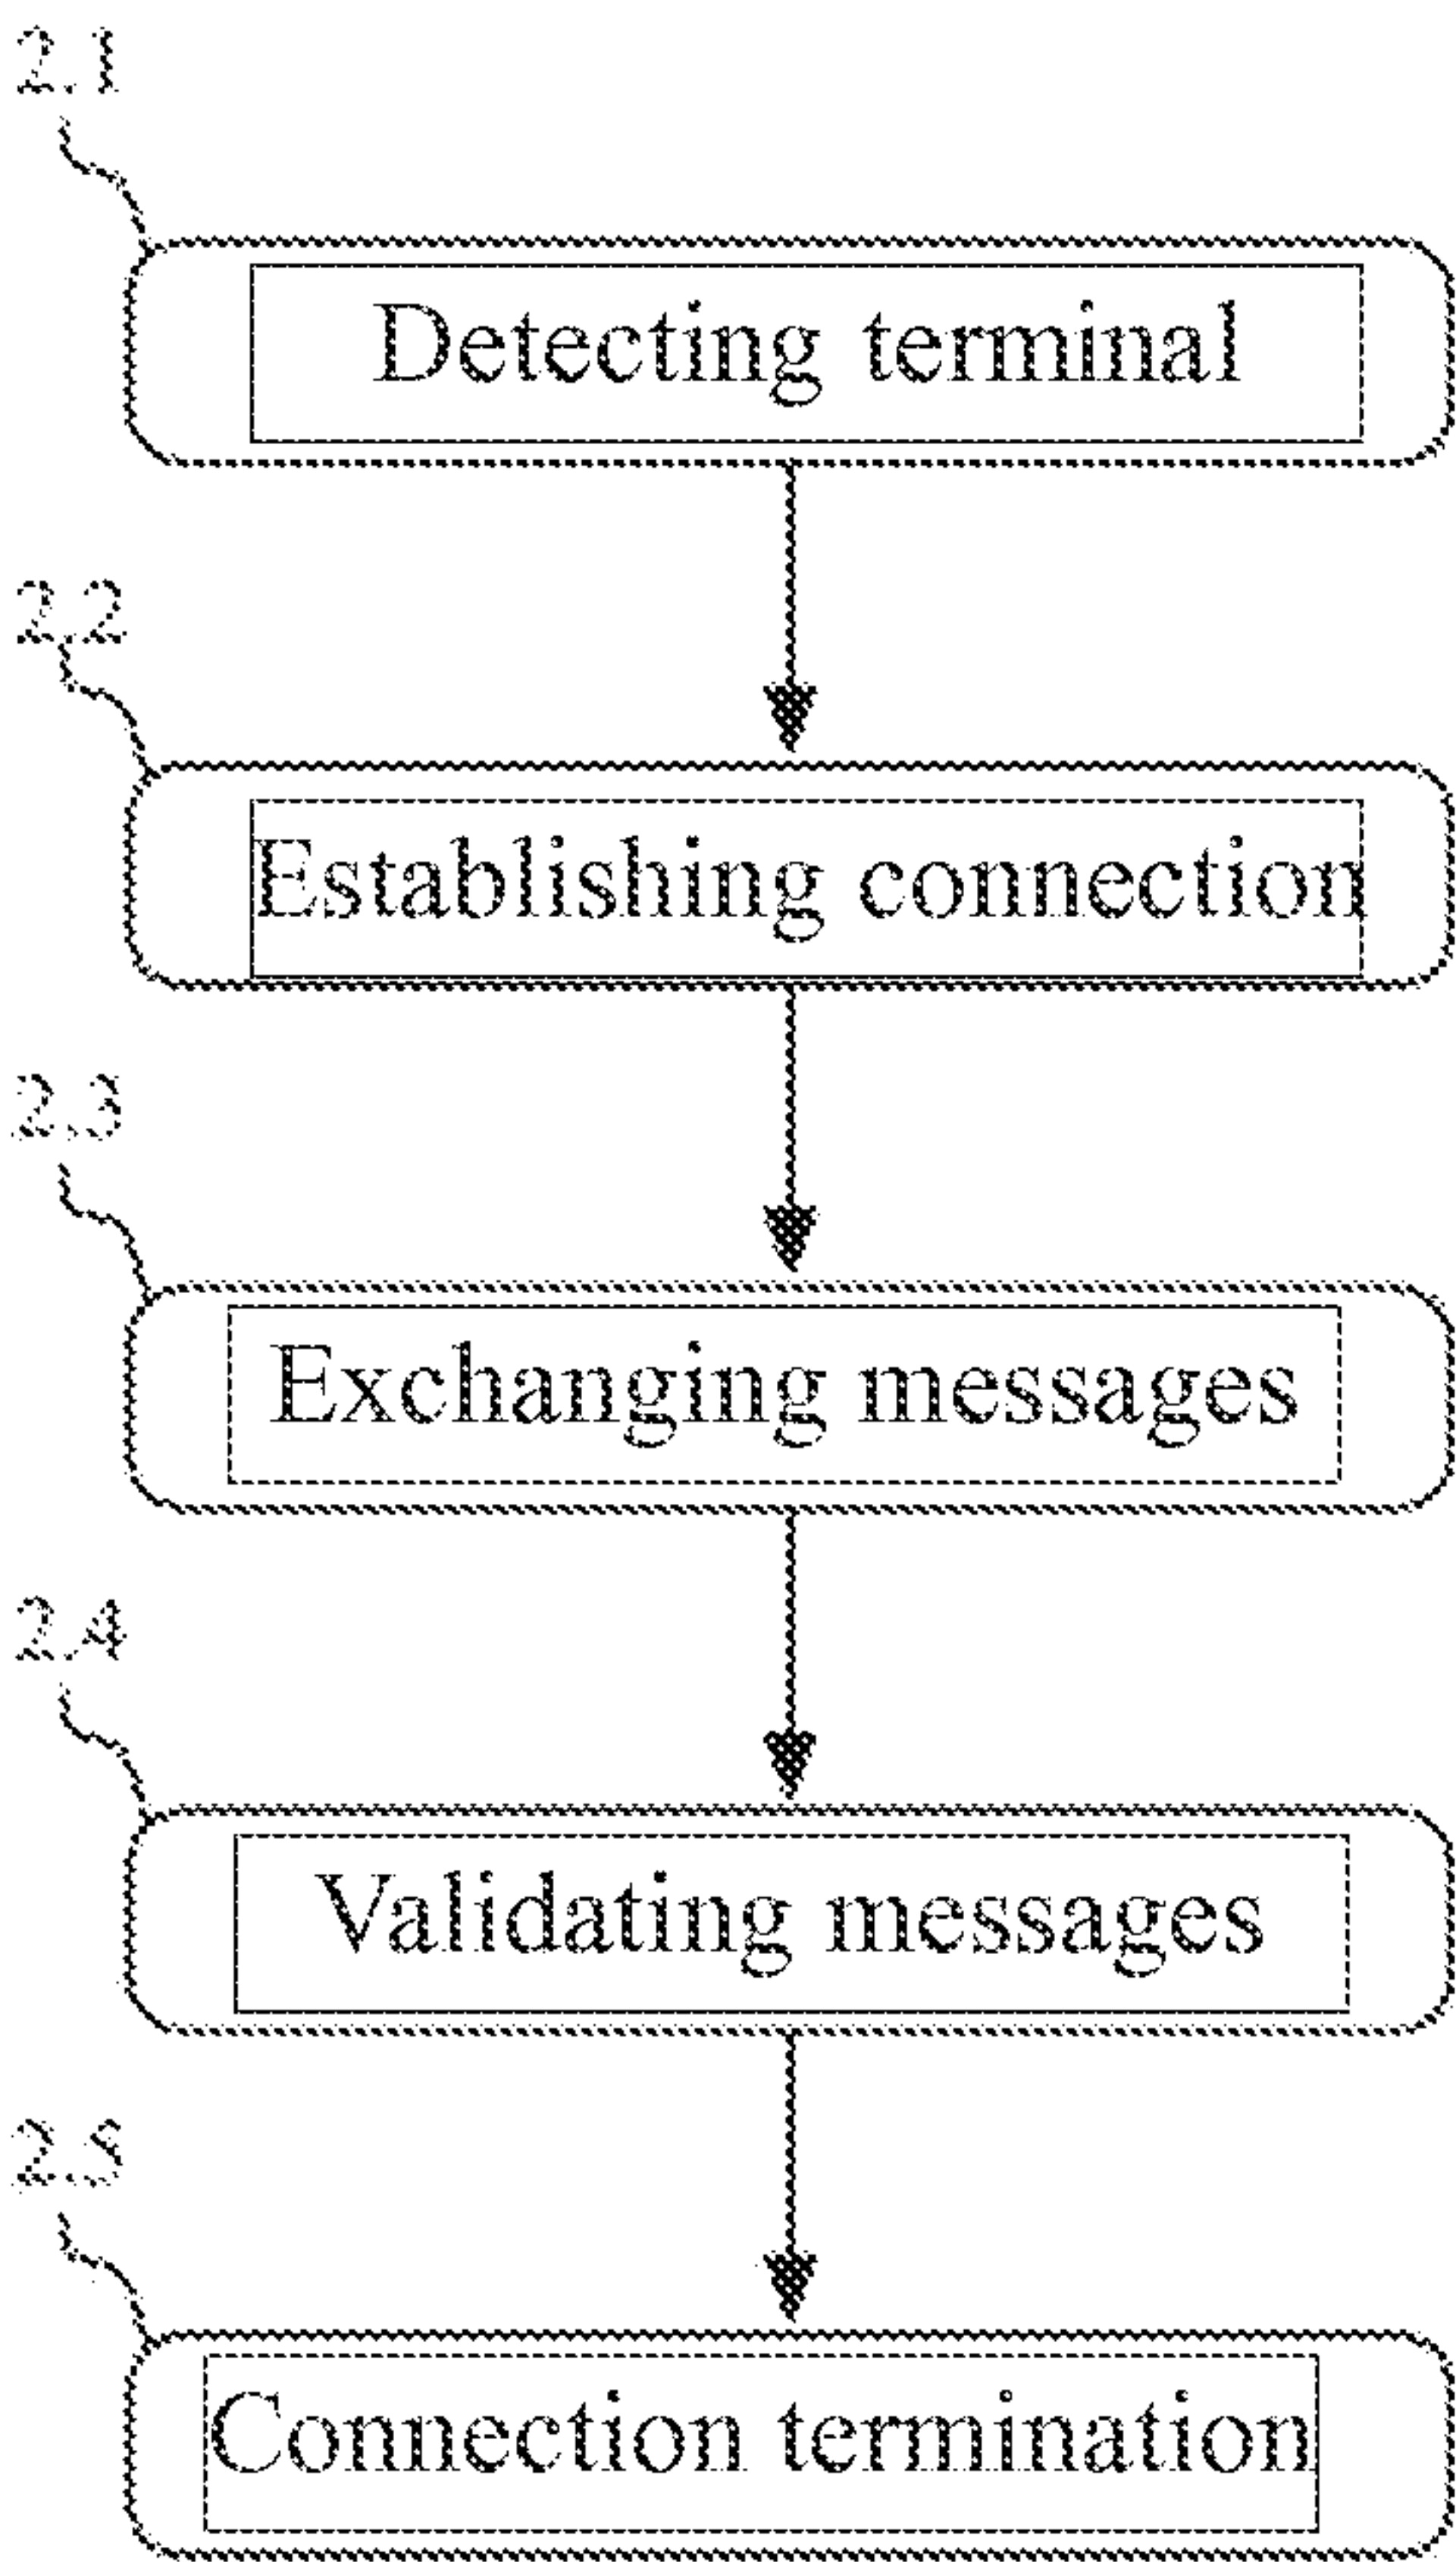 2.1
Detecting terminal
2.2
Establishing connection
2.3
Exchanging messages
2.4
Validating messages
2.5
Connection termination